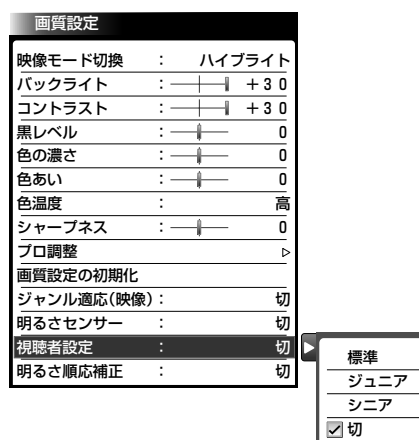 画質設定
映像モード切換 : ハイブライト
バックライト : +30
コントラスト : +30
黒レベル : 0
色の濃さ : 0
色あい : 0
色温度 : 高
シャープネス : 0
プロ調整 ▷
画質設定の初期化
ジャンル適応(映像) : 切
明るさセンサー : 切
視聴者設定 : 切
明るさ順応補正 : 切
標準
ジュニア
シニア
切